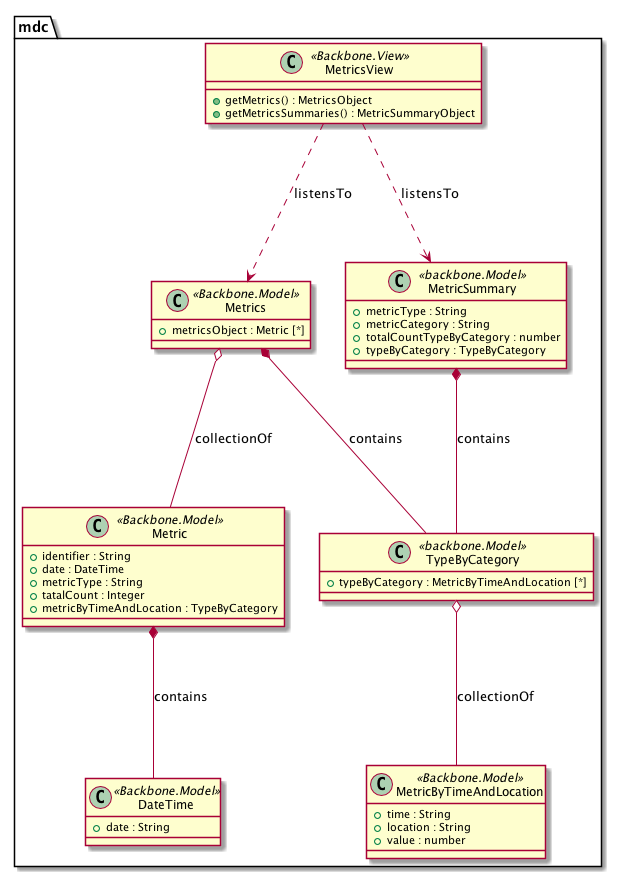 mdc
C «Backbone.View»
MetricsView
getMetrics() : MetricsObject
getMetricsSummaries() : MetricSummaryObject
listensTo
listensTo
C «Backbone.Model»
Metrics
metricsObject : Metric [*]
C «backbone.Model»
MetricSummary
metricType : String
metricCategory : String
totalCountTypeByCategory : number
typeByCategory : TypeByCategory
collectionOf
contains
contains
C «Backbone.Model»
Metric
identifier : String
date : DateTime
metricType : String
tatalCount : Integer
metricByTimeAndLocation : TypeByCategory
C «backbone.Model»
TypeByCategory
typeByCategory : MetricByTimeAndLocation [*]
contains
collectionOf
C «Backbone.Model»
DateTime
date : String
C «Backbone.Model»
MetricByTimeAndLocation
time : String
location : String
value : number